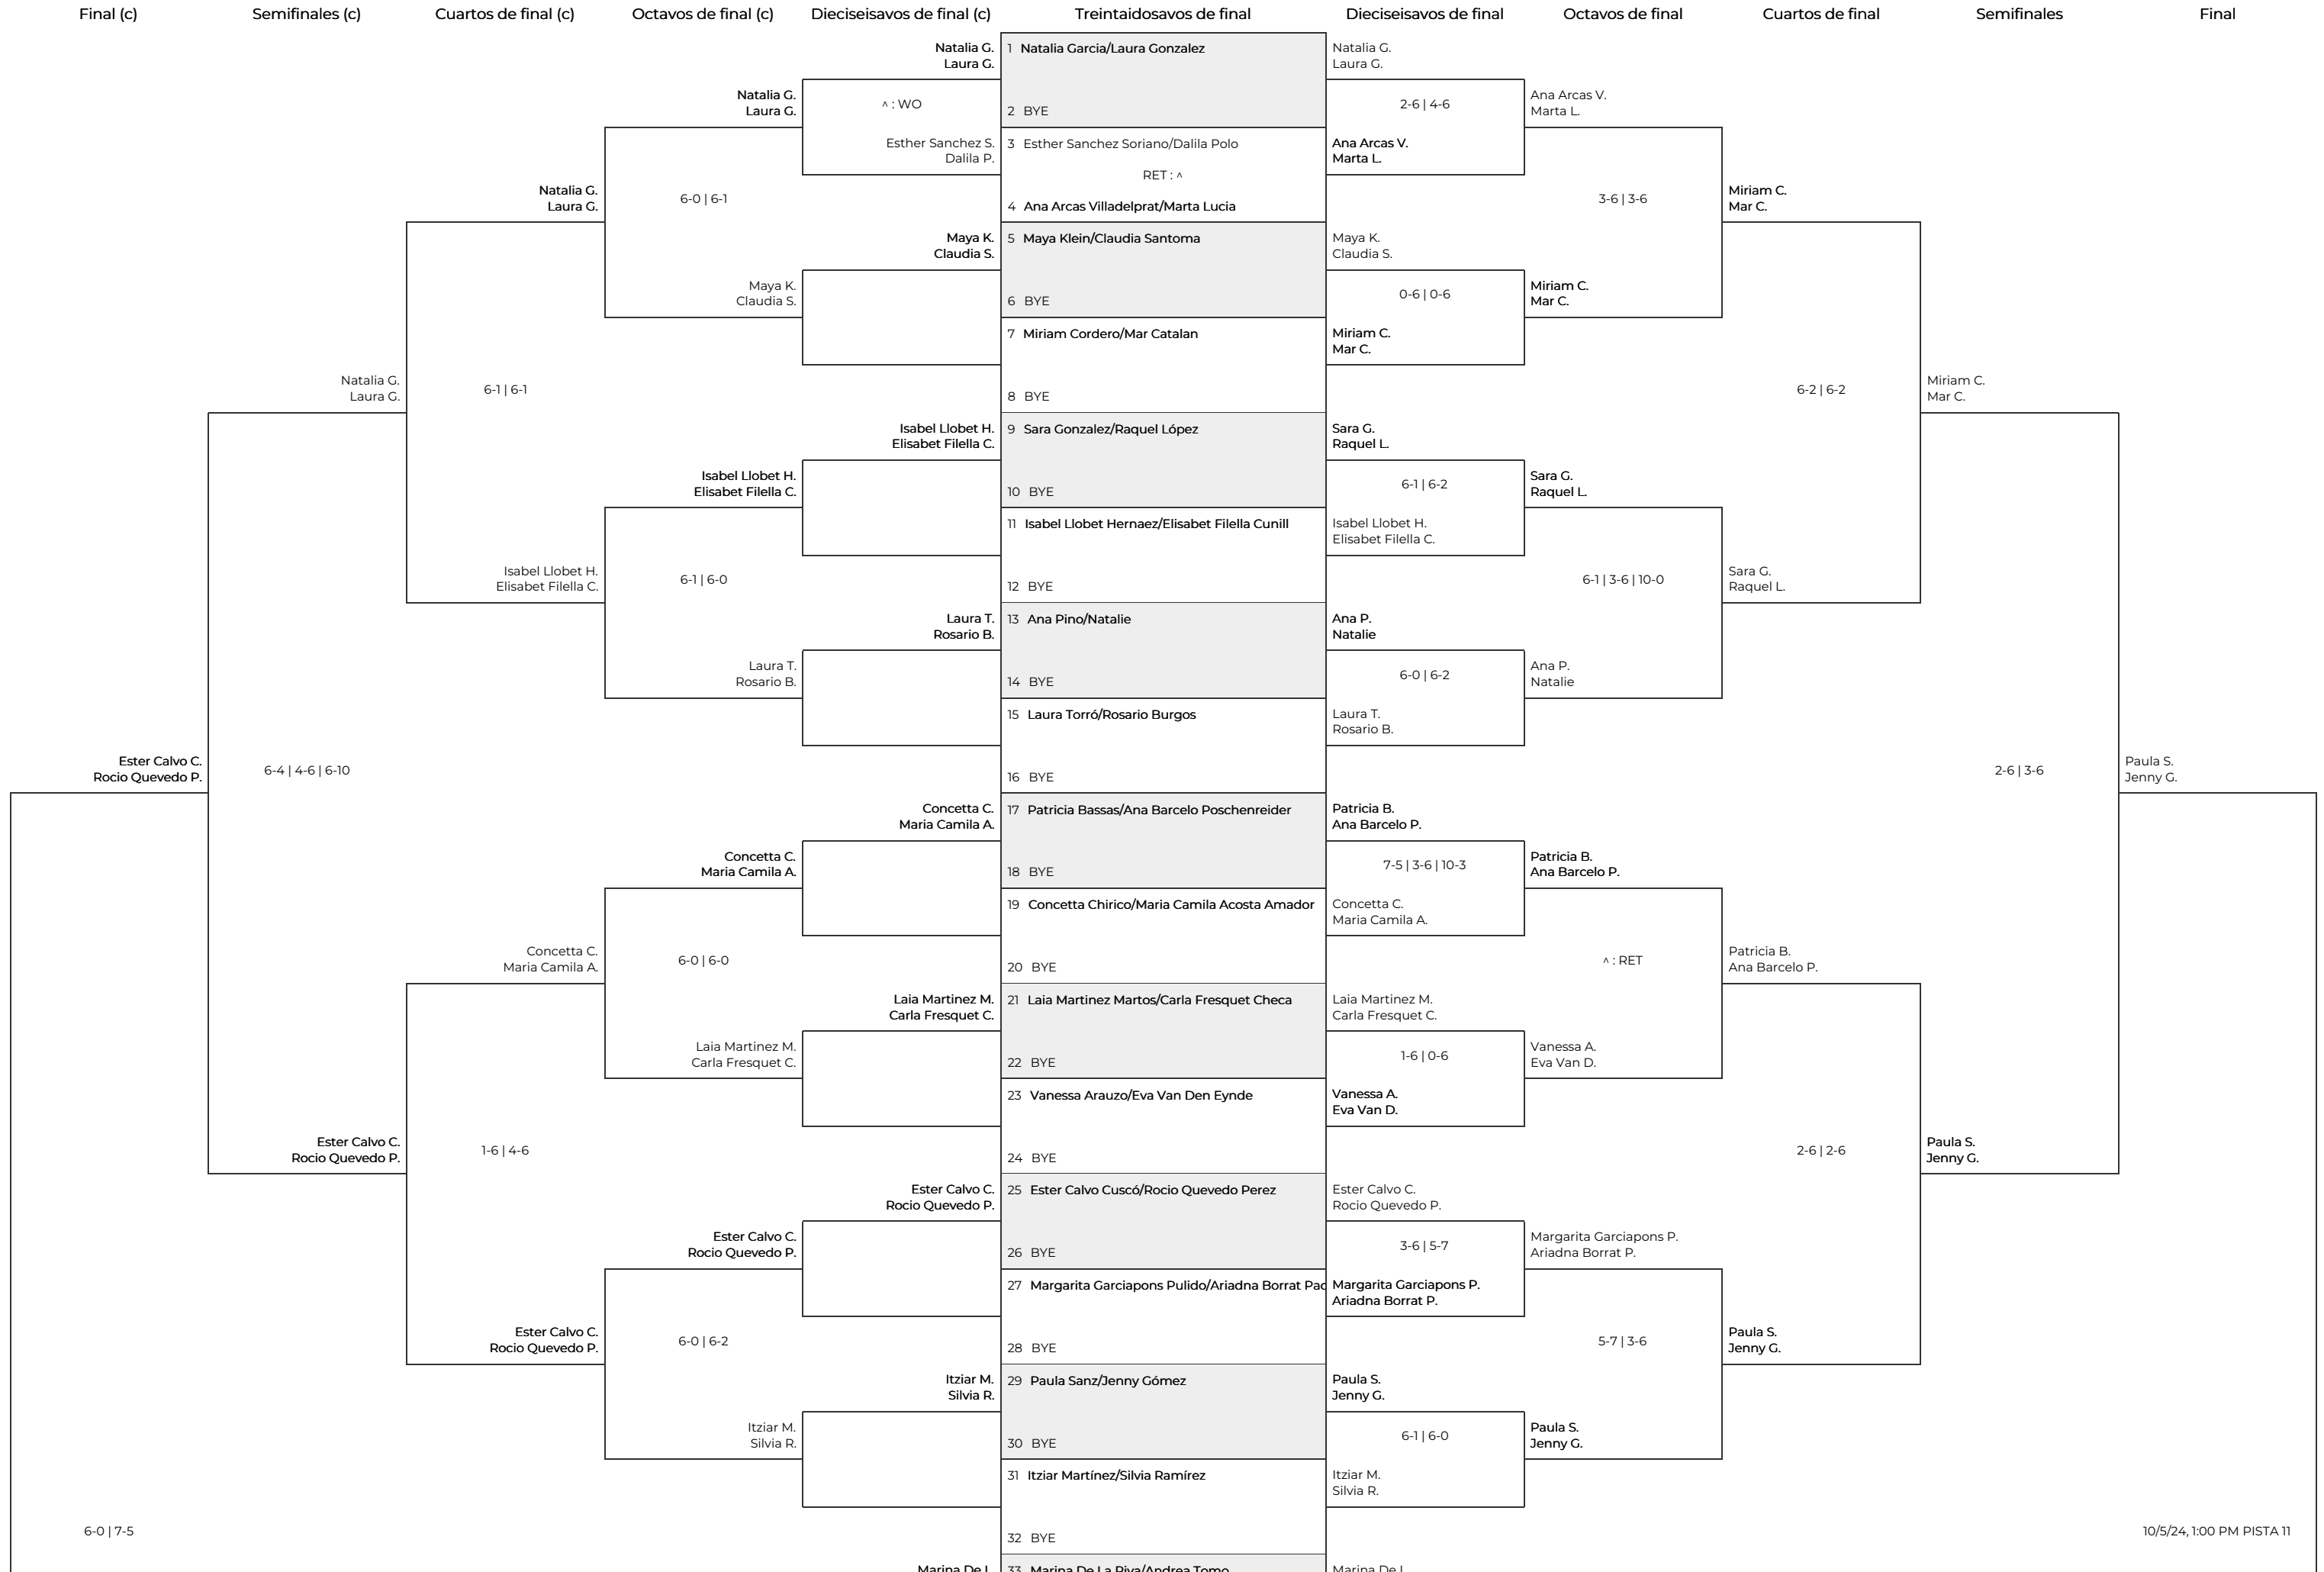 Final (c)
Semifinales (c)
Cuartos de final (c)
Octavos de final (c)
Dieciseisavos de final (c)
Treintaidosavos de final
Dieciseisavos de final
Octavos de final
Cuartos de final
Semifinales
Final
Ester Calvo C.
Rocio Quevedo P.
6-0 | 7-5
Natalia G.
Laura G.
6-4 | 4-6 | 6-10
Ester Calvo C.
Rocio Quevedo P.
Natalia G.
Laura G.
6-1 | 6-1
Isabel Llobet H.
Elisabet Filella C.
Concetta C.
Maria Camila A.
1-6 | 4-6
Ester Calvo C.
Rocio Quevedo P.
Natalia G.
Laura G.
6-0 | 6-1
Maya K.
Claudia S.
Isabel Llobet H.
Elisabet Filella C.
6-1 | 6-0
Laura T.
Rosario B.
Concetta C.
Maria Camila A.
6-0 | 6-0
Laia Martinez M.
Carla Fresquet C.
Ester Calvo C.
Rocio Quevedo P.
6-0 | 6-2
Itziar M.
Silvia R.
Natalia G.
Laura G.
^ : WO
Esther Sanchez S.
Dalila P.
Maya K.
Claudia S.
Isabel Llobet H.
Elisabet Filella C.
Laura T.
Rosario B.
Concetta C.
Maria Camila A.
Laia Martinez M.
Carla Fresquet C.
Ester Calvo C.
Rocio Quevedo P.
Itziar M.
Silvia R.
Marina De L.
1 Natalia Garcia/Laura Gonzalez
2 BYE
3 Esther Sanchez Soriano/Dalila Polo
RET : ^
4 Ana Arcas Villadelprat/Marta Lucia
5 Maya Klein/Claudia Santoma
6 BYE
7 Miriam Cordero/Mar Catalan
8 BYE
9 Sara Gonzalez/Raquel López
10 BYE
11 Isabel Llobet Hernaez/Elisabet Filella Cunill
12 BYE
13 Ana Pino/Natalie
14 BYE
15 Laura Torró/Rosario Burgos
16 BYE
17 Patricia Bassas/Ana Barcelo Poschenreider
18 BYE
19 Concetta Chirico/Maria Camila Acosta Amador
20 BYE
21 Laia Martinez Martos/Carla Fresquet Checa
22 BYE
23 Vanessa Arauzo/Eva Van Den Eynde
24 BYE
25 Ester Calvo Cuscó/Rocio Quevedo Perez
26 BYE
27 Margarita Garciapons Pulido/Ariadna Borrat
28 BYE
29 Paula Sanz/Jenny Gómez
30 BYE
31 Itziar Martínez/Silvia Ramírez
32 BYE
33 Marina De La Riva/Andrea Tomo
Natalia G.
Laura G.
2-6 | 4-6
Ana Arcas V.
Marta L.
Maya K.
Claudia S.
0-6 | 0-6
Miriam C.
Mar C.
Sara G.
Raquel L.
6-1 | 6-2
Isabel Llobet H.
Elisabet Filella C.
Ana P.
Natalie
6-0 | 6-2
Laura T.
Rosario B.
Patricia B.
Ana Barcelo P.
7-5 | 3-6 | 10-3
Concetta C.
Maria Camila A.
Laia Martinez M.
Carla Fresquet C.
1-6 | 0-6
Vanessa A.
Eva Van D.
Ester Calvo C.
Rocio Quevedo P.
3-6 | 5-7
Margarita Garciapons P.
Ariadna Borrat P.
Paula S.
Jenny G.
6-1 | 6-0
Itziar M.
Silvia R.
Marina De L.
Ana Arcas V.
Marta L.
3-6 | 3-6
Miriam C.
Mar C.
Sara G.
Raquel L.
6-1 | 3-6 | 10-0
Ana P.
Natalie
Patricia B.
Ana Barcelo P.
^ : RET
Vanessa A.
Eva Van D.
Margarita Garciapons P.
Ariadna Borrat P.
5-7 | 3-6
Paula S.
Jenny G.
Miriam C.
Mar C.
6-2 | 6-2
Sara G.
Raquel L.
Patricia B.
Ana Barcelo P.
2-6 | 2-6
Paula S.
Jenny G.
Miriam C.
Mar C.
2-6 | 3-6
Paula S.
Jenny G.
Paula S.
Jenny G.
10/5/24, 1:00 PM PISTA 11